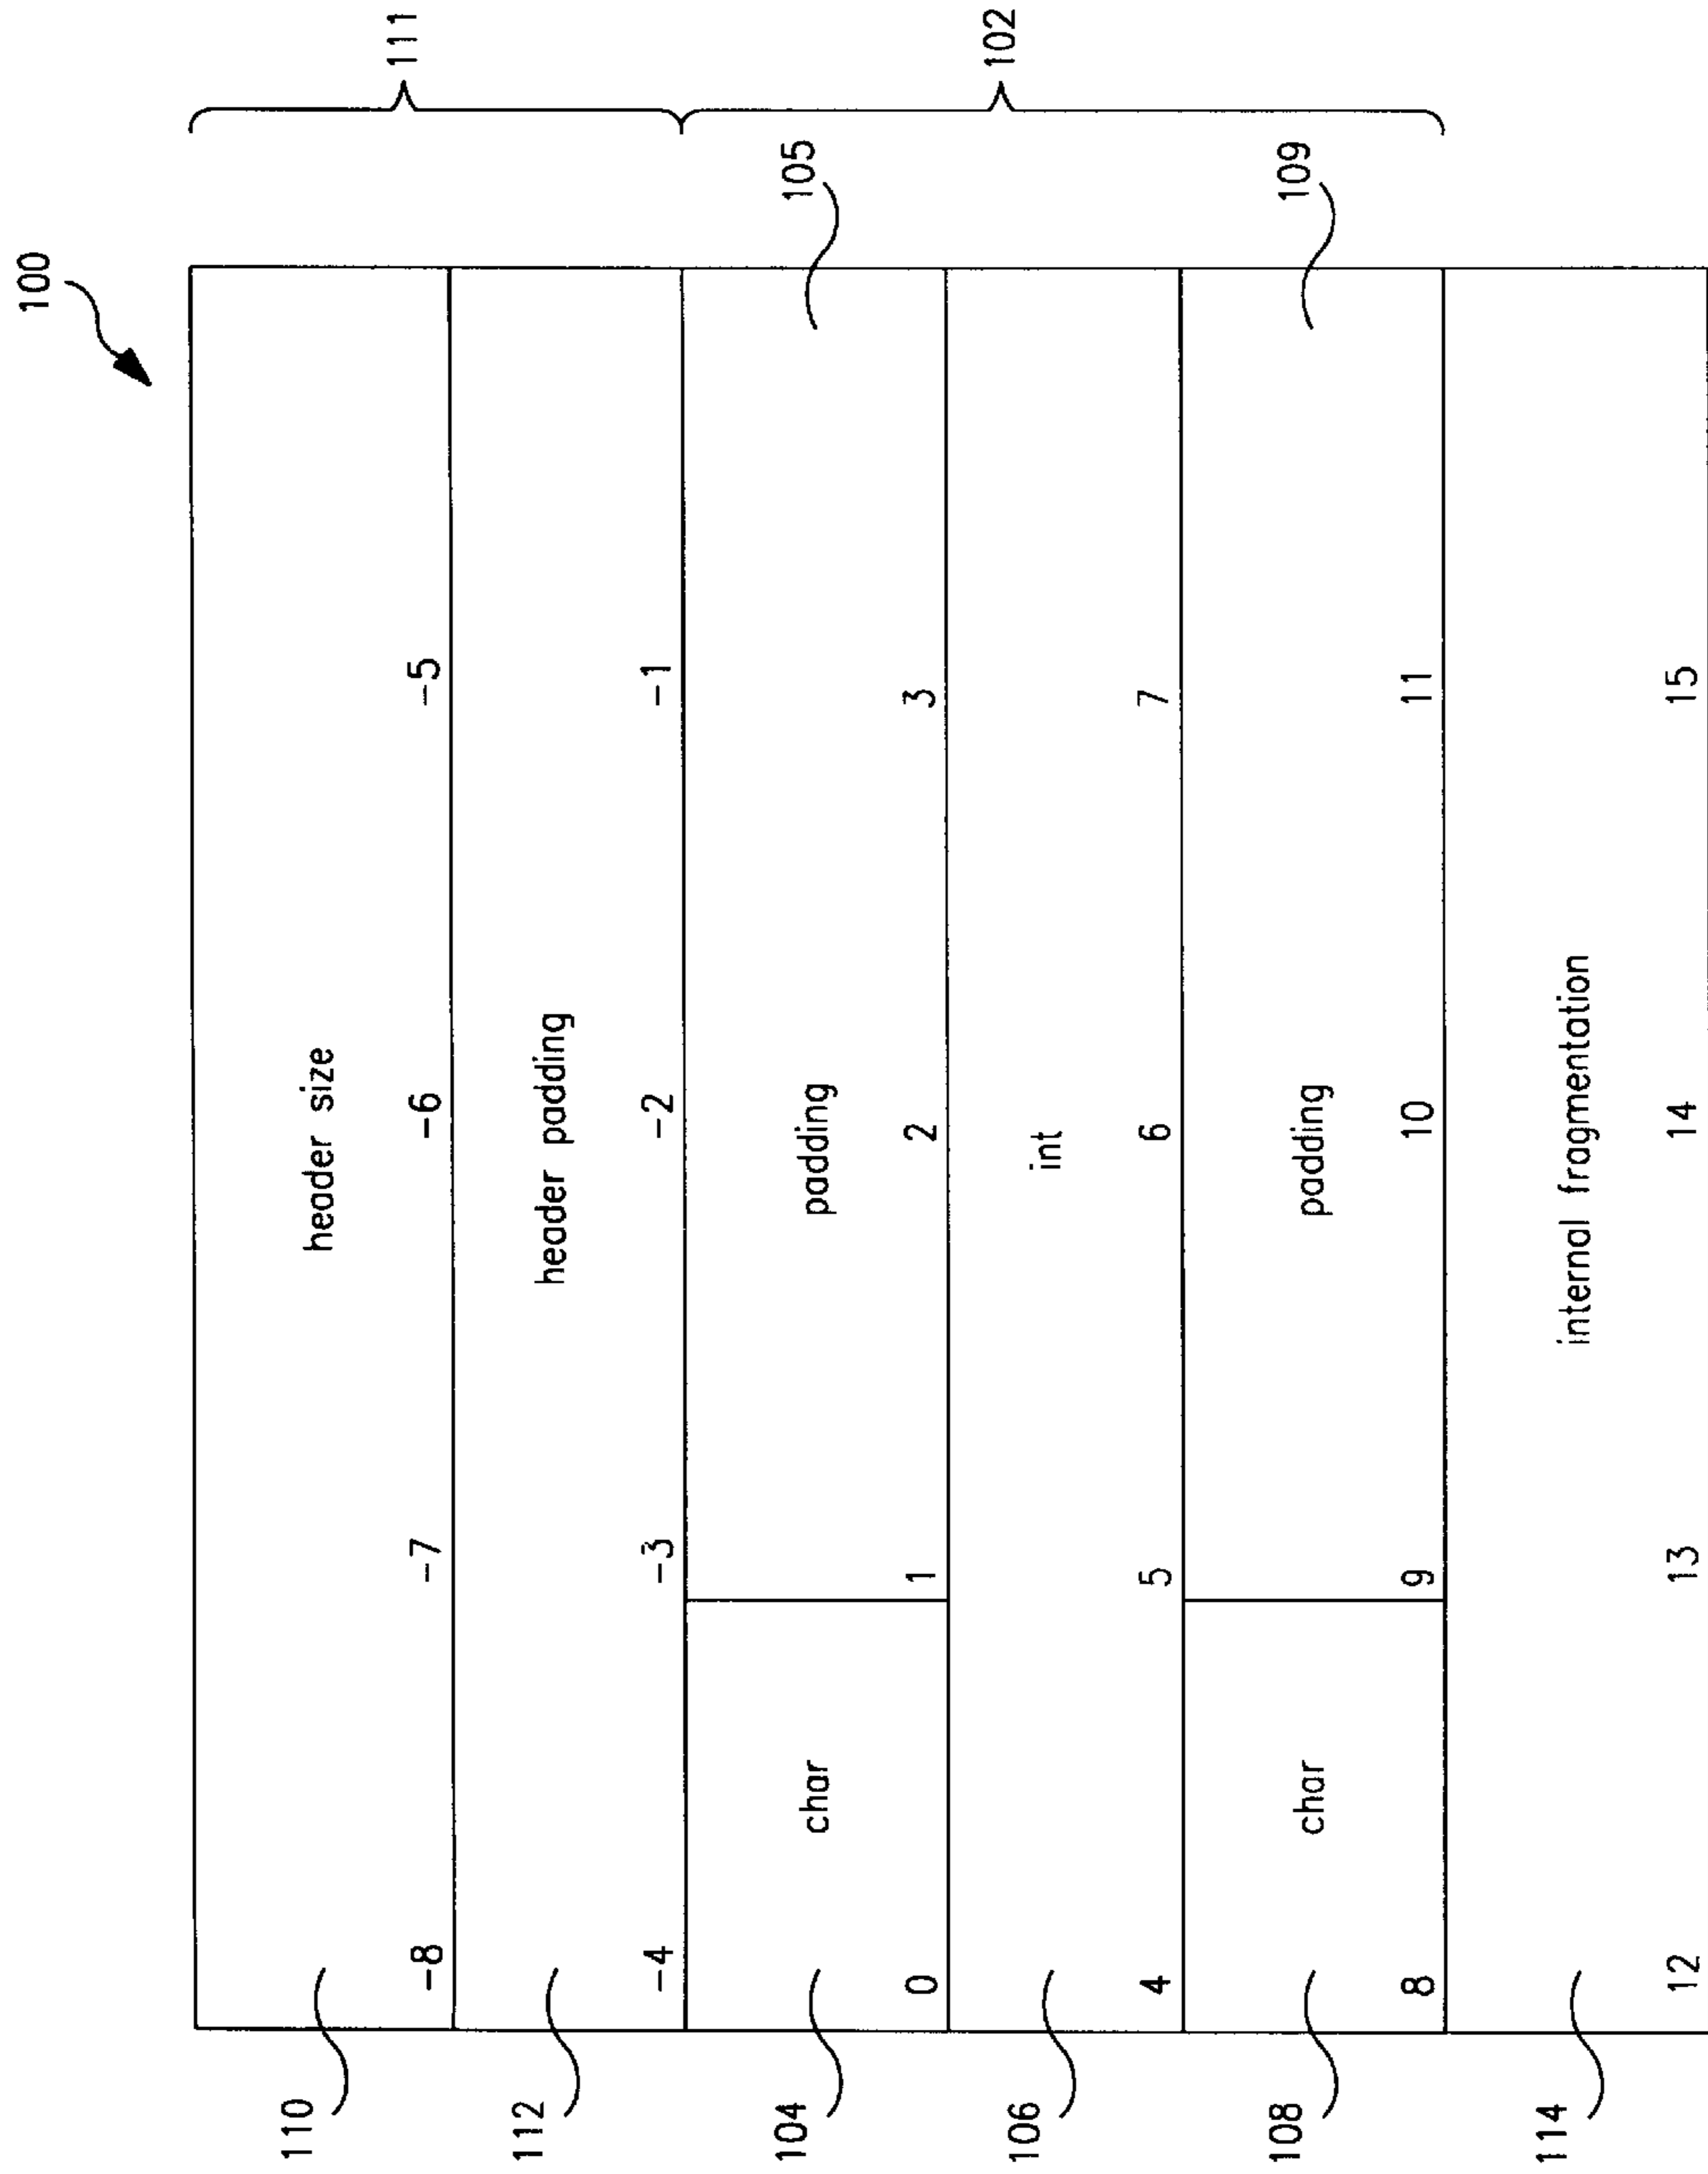 100
110
header size
-8 -7 -6 -5
111
112
header padding
-4 -3 -2 -1
104
char
padding
105
0 1 2 3
102
106
int
4 5 6 7
108
char
padding
109
8 9 10 11
114
internal fragmentation
12 13 14 15